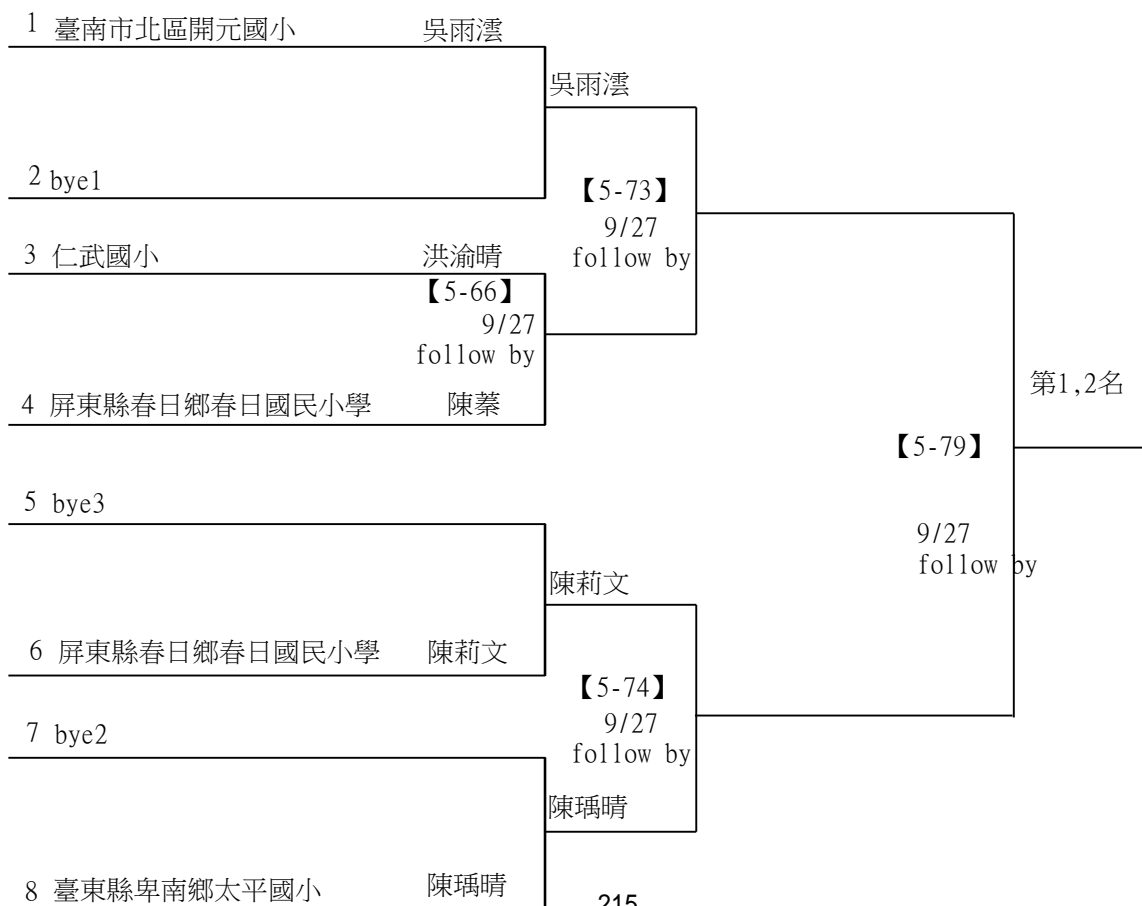 1 臺南市北區開元國小 吳雨澐
吳雨澐
2 bye1
【5-73】
9/27
follow by
3 仁武國小 洪渝晴
【5-66】
9/27
follow by
4 屏東縣春日鄉春日國民小學 陳蓁
第1,2名
【5-79】
9/27
follow by
5 bye3
陳莉文
6 屏東縣春日鄉春日國民小學 陳莉文
【5-74】
9/27
follow by
7 bye2
陳瑀晴
8 臺東縣卑南鄉太平國小 陳瑀晴
215